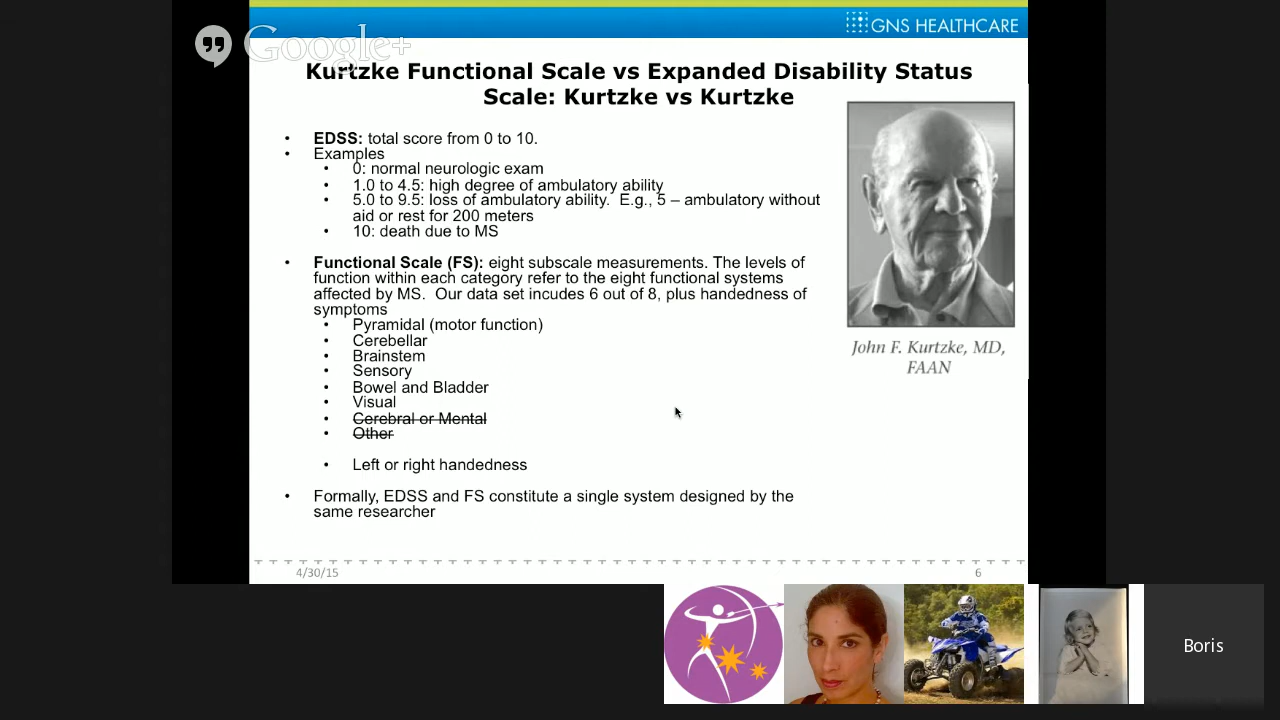 GNS HEALTHCARE
Google+
Kurtzke Functional Scale vs Expanded Disability Status
Scale: Kurtzke vs Kurtzke
• EDSS: total score from 0 to 10.
• Examples
• 0: normal neurologic exam
• 1.0 to 4.5: high degree of ambulatory ability
• 5.0 to 9.5: loss of ambulatory ability. E.g., 5 – ambulatory without
aid or rest for 200 meters
• 10: death due to MS
• Functional Scale (FS): eight subscale measurements. The levels of
function within each category refer to the eight functional systems
affected by MS. Our data set incudes 6 out of 8, plus handedness of
symptoms
• Pyramidal (motor function)
• Cerebellar
• Brainstem
• Sensory
• Bowel and Bladder
• Visual
• Cerebral or Mental
• Other
• Left or right handedness
• Formally, EDSS and FS constitute a single system designed by the
same researcher
John F. Kurtzke, MD,
FAAN
4/30/15
6
Boris